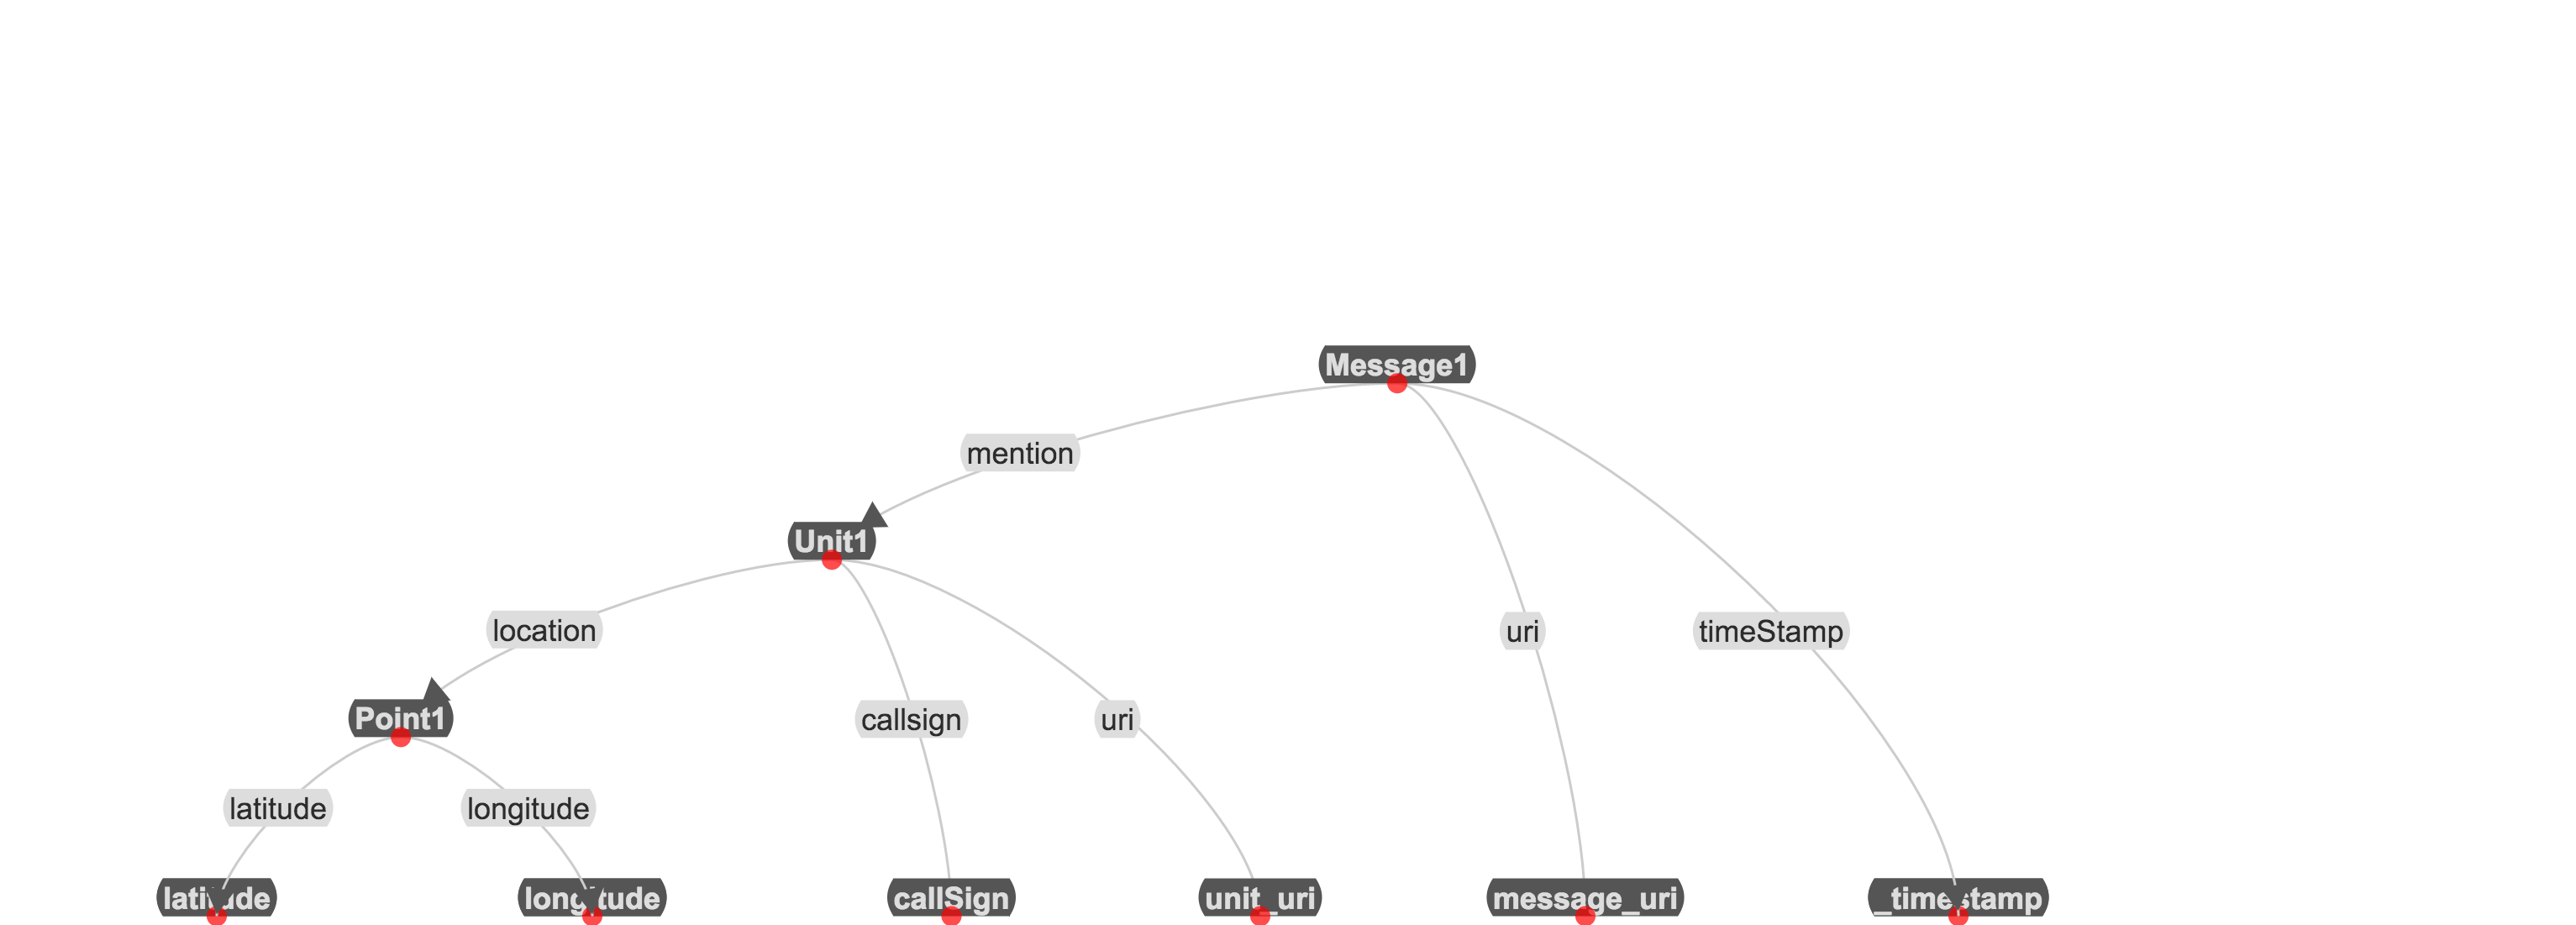 Message1
mention
Unit1
location
uri
timeStamp
Point1
callsign
uri
latitude
longitude
latitude
longitude
callSign
unit_uri
message_uri
_timestamp